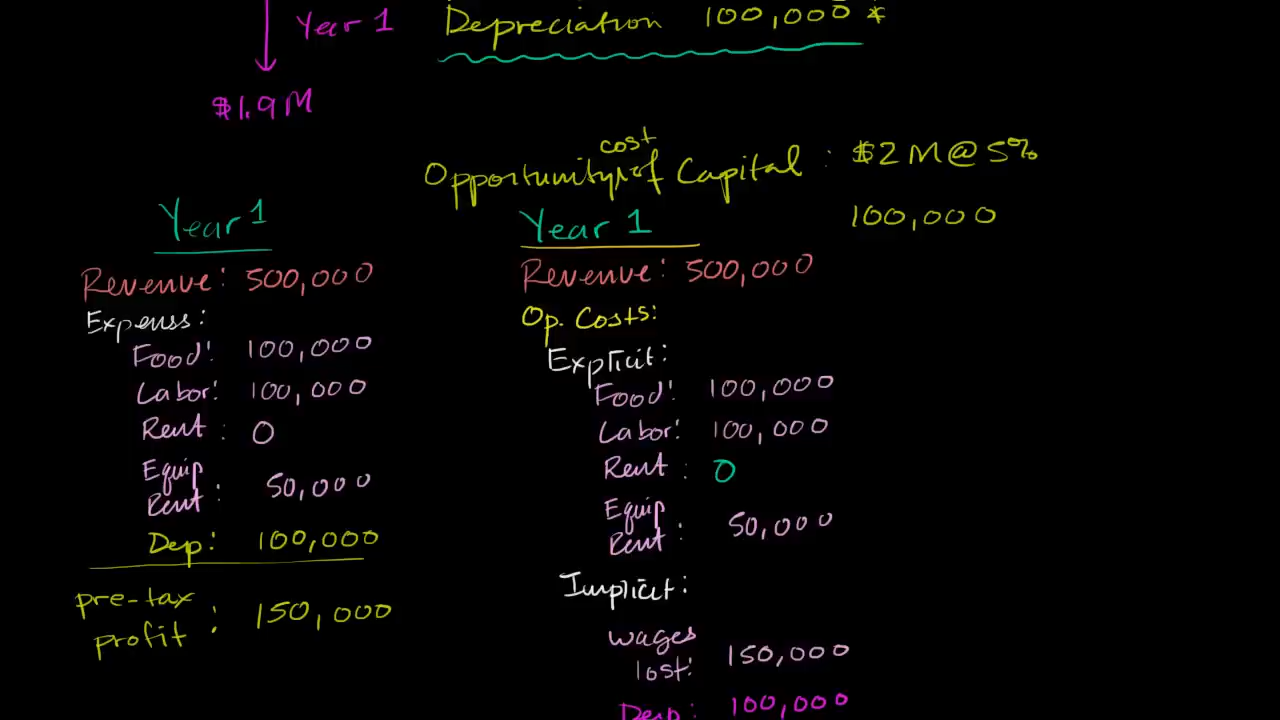 Year 1
Depreciation 100,000 *
$1.9 M
cost
Opportunity of Capital : $2 M @ 5%
100,000
Year 1
Revenue: 500,000
Expenses:
Food: 100,000
Labor: 100,000
Rent : 0
Equip
Rent : 50,000
Dep: 100,000
pre-tax
profit : 150,000
Year 1
Revenue: 500,000
Op. Costs:
Explicit:
Food: 100,000
Labor: 100,000
Rent : 0
Equip
Rent : 50,000
Implicit:
wages
lost: 150,000
Dep: 100,000